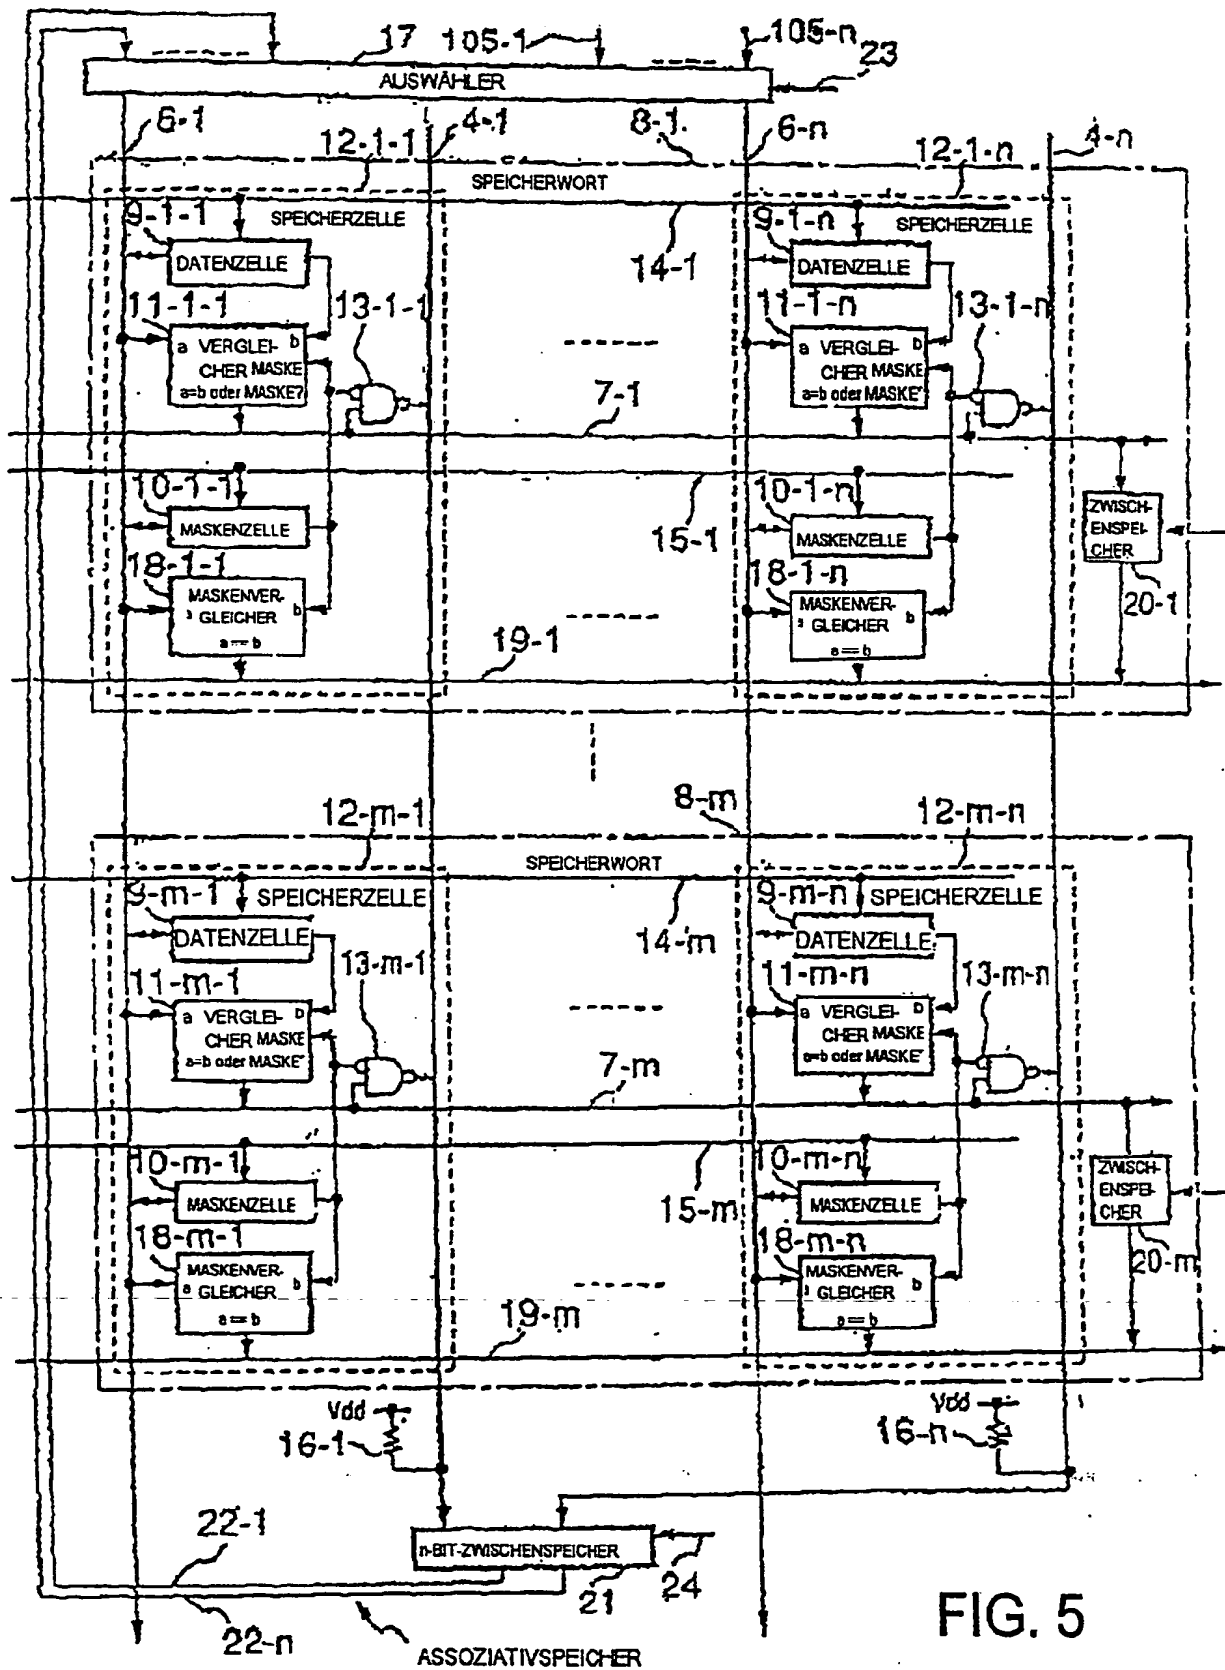 17 105-1 105-n
AUSWÄHLER 23
6-1 4-1 8-1 6-n 4-n
12-1-1 12-1-n
SPEICHERWORT
9-1-1 SPEICHERZELLE 9-1-n SPEICHERZELLE
DATENZELLE 14-1 DATENZELLE
11-1-1 13-1-1 11-1-n 13-1-n
a VERGLEI- b a VERGLEI- b
CHER MASKE CHER MASKE
a=b oder MASKE? 7-1 a=b oder MASKE
10-1-1 10-1-n ZWISCH-
MASKENZELLE 15-1 MASKENZELLE ENSPEI-
18-1-1 18-1-n CHER
MASKENVER- MASKENVER- 20-1
GLEICHER b GLEICHER b
a = b 19-1 a = b
12-m-1 8-m 12-m-n
SPEICHERWORT
9-m-1 SPEICHERZELLE 9-m-n SPEICHERZELLE
DATENZELLE 14-m DATENZELLE
11-m-1 13-m-1 11-m-n 13-m-n
a VERGLEI- b a VERGLEI- b
CHER MASKE CHER MASKE
a=b oder MASKE 7-m a=b oder MASKE
10-m-1 10-m-n ZWISCH-
MASKENZELLE 15-m MASKENZELLE ENSPEI-
18-m-1 18-m-n CHER
MASKENVER- MASKENVER- 20-m
a GLEICHER b GLEICHER b
a = b 19-m a = b
Vdd Vdd
16-1 16-n
22-1 n-BIT-ZWISCHENSPEICHER
21 24
22-n
ASSOZIATIVSPEICHER
FIG. 5